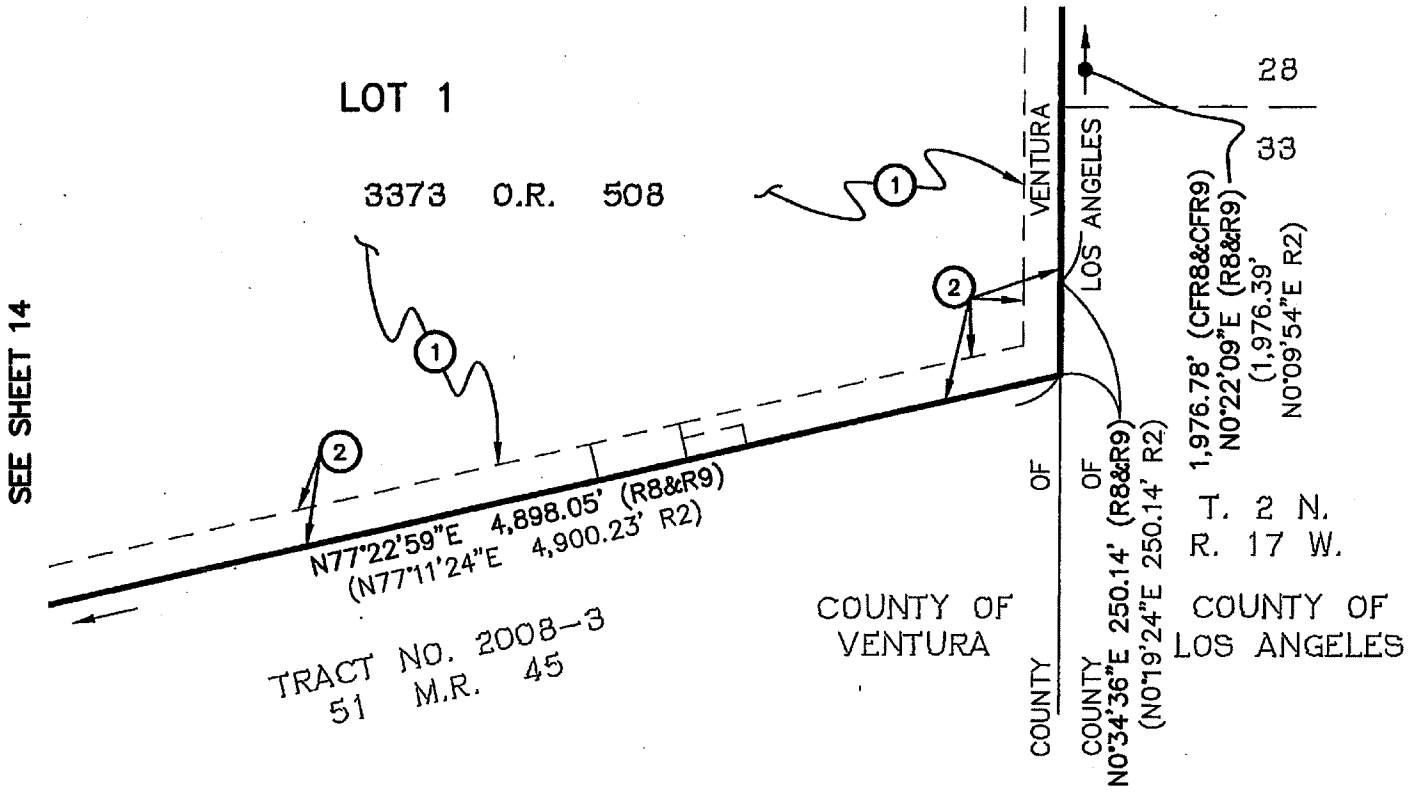 LOT 1
3373 O.R. 508
1
1
2
2
SEE SHEET 14
N77°22'59"E 4,898.05' (R8&R9)
(N77°11'24"E 4,900.23' R2)
TRACT NO. 2008-3
51 M.R. 45
COUNTY OF
VENTURA
COUNTY OF VENTURA
COUNTY OF LOS ANGELES
28
33
1,976.78' (CFR8&CFR9)
N0°22'09"E (R8&R9)
(1,976.39'
N0°09'54"E R2)
N0°34'36"E 250.14' (R8&R9)
(N0°19'24"E 250.14' R2)
T. 2 N.
R. 17 W.
COUNTY OF
LOS ANGELES